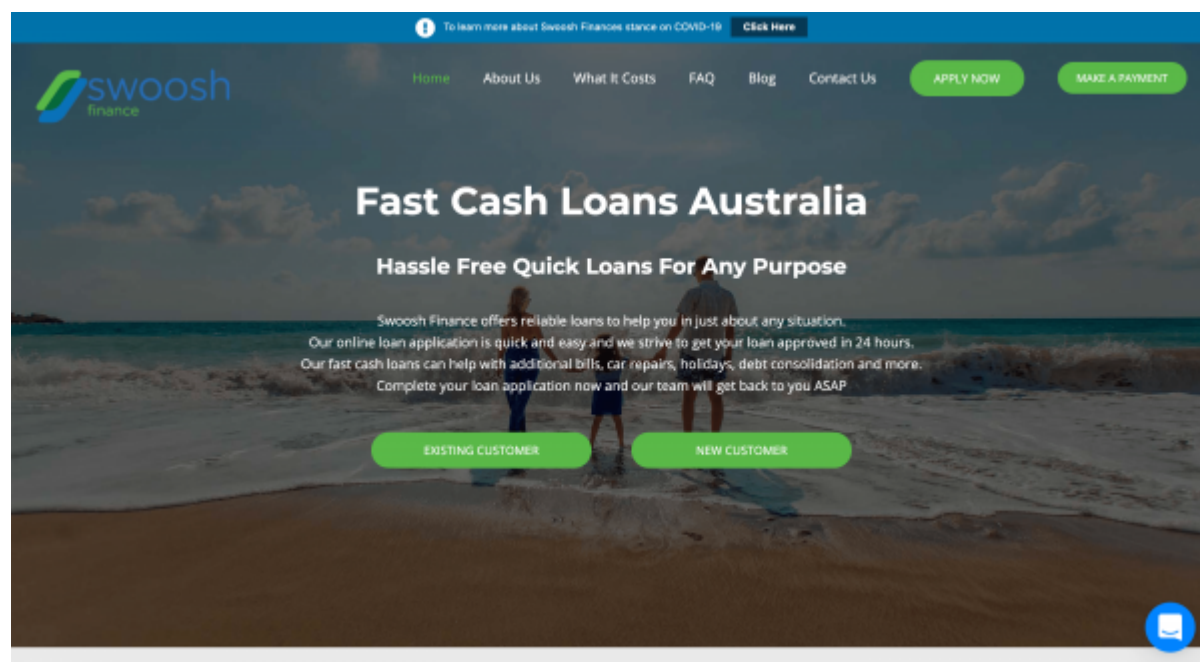 To learn more about Swoosh Finances stance on COVID-19 Click Here
swoosh
finance
Home About Us What It Costs FAQ Blog Contact Us APPLY NOW MAKE A PAYMENT
Fast Cash Loans Australia
Hassle Free Quick Loans For Any Purpose
Swoosh Finance offers reliable loans to help you in just about any situation.
Our online loan application is quick and easy and we strive to get your loan approved in 24 hours.
Our fast cash loans can help with additional bills, car repairs, holidays, debt consolidation and more.
Complete your loan application now and our team will get back to you ASAP
EXISTING CUSTOMER NEW CUSTOMER